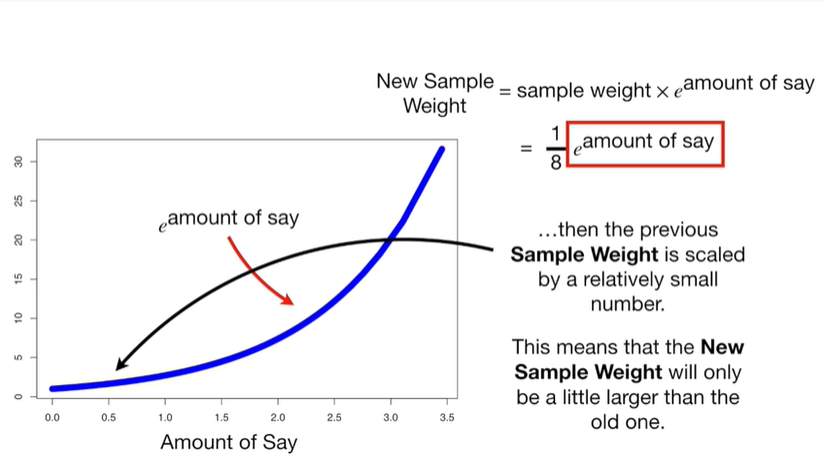 New Sample Weight = sample weight × e^amount of say
= 1/8 e^amount of say
e^amount of say
…then the previous
Sample Weight is scaled
by a relatively small
number.
This means that the New
Sample Weight will only
be a little larger than the
old one.
30
25
20
15
10
5
0
0.0 0.5 1.0 1.5 2.0 2.5 3.0 3.5
Amount of Say